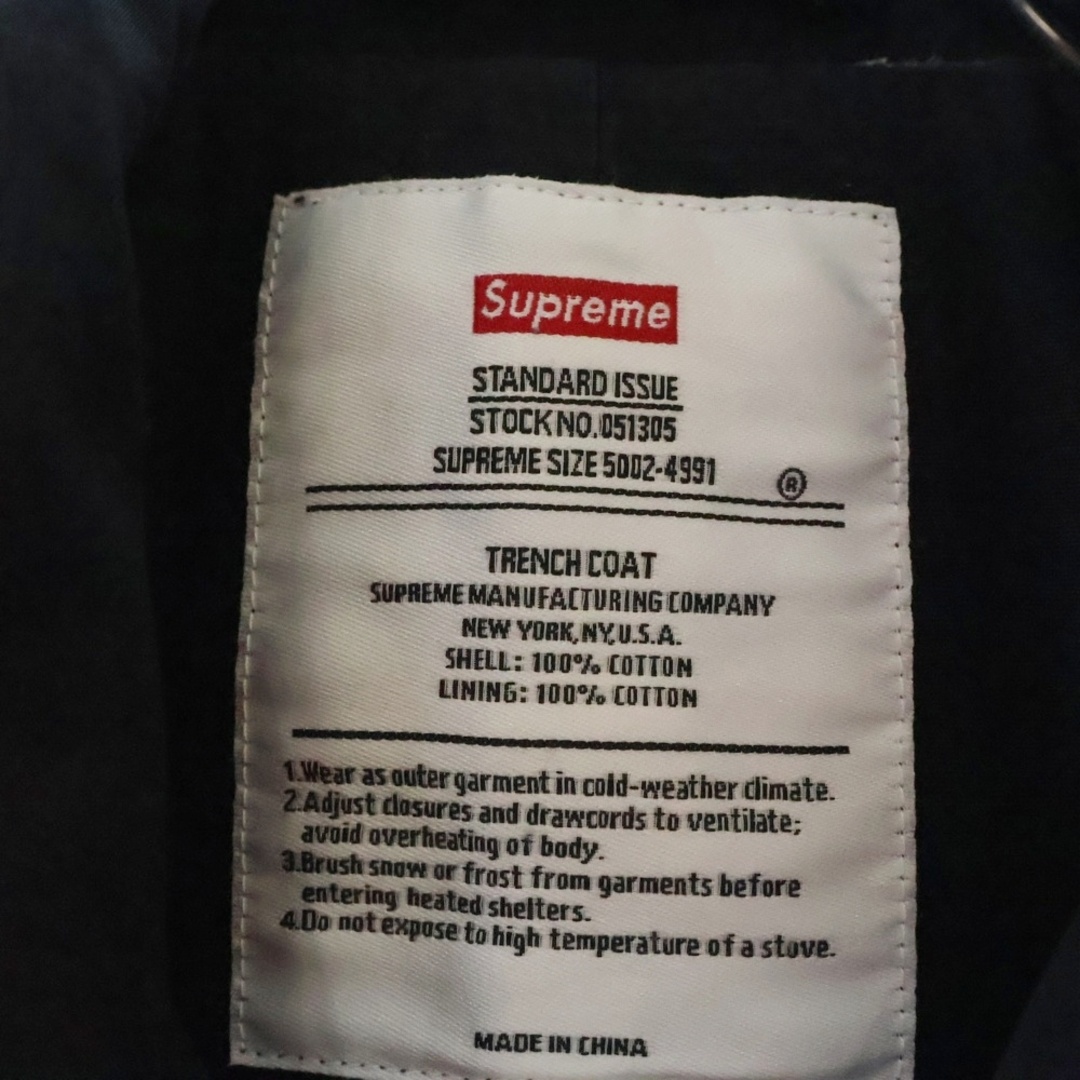 Supreme
STANDARD ISSUE
STOCK NO. 051305
SUPREME SIZE 5002-4991 ®
TRENCH COAT
SUPREME MANUFACTURING COMPANY
NEW YORK, NY, U.S.A.
SHELL: 100% COTTON
LINING: 100% COTTON
1.Wear as outer garment in cold-weather climate.
2.Adjust closures and drawcords to ventilate;
avoid overheating of body.
3.Brush snow or frost from garments before
entering heated shelters.
4.Do not expose to high temperature of a stove.
MADE IN CHINA